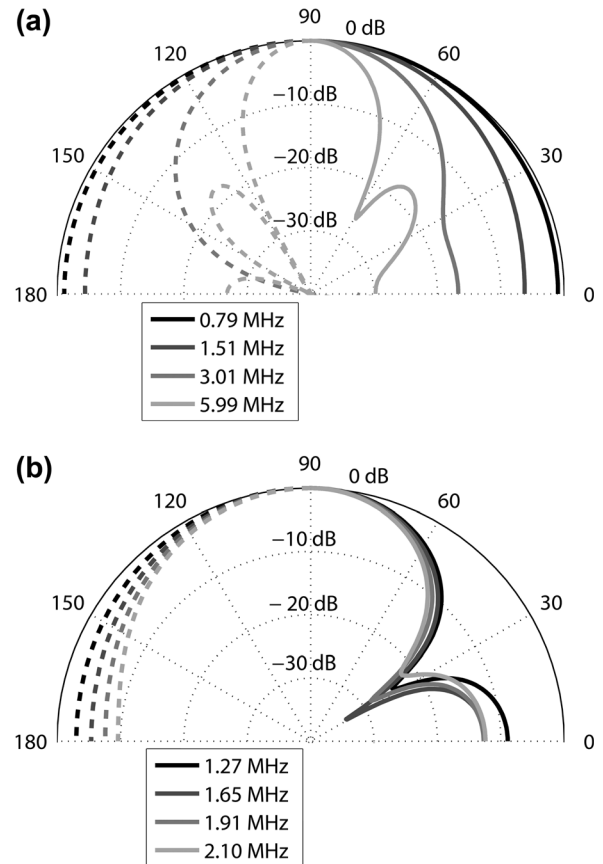 (a)
90
0 dB
120
60
−10 dB
150
30
−20 dB
−30 dB
180
0
0.79 MHz
1.51 MHz
3.01 MHz
5.99 MHz
(b)
90
0 dB
120
60
−10 dB
150
30
− 20 dB
−30 dB
180
0
1.27 MHz
1.65 MHz
1.91 MHz
2.10 MHz